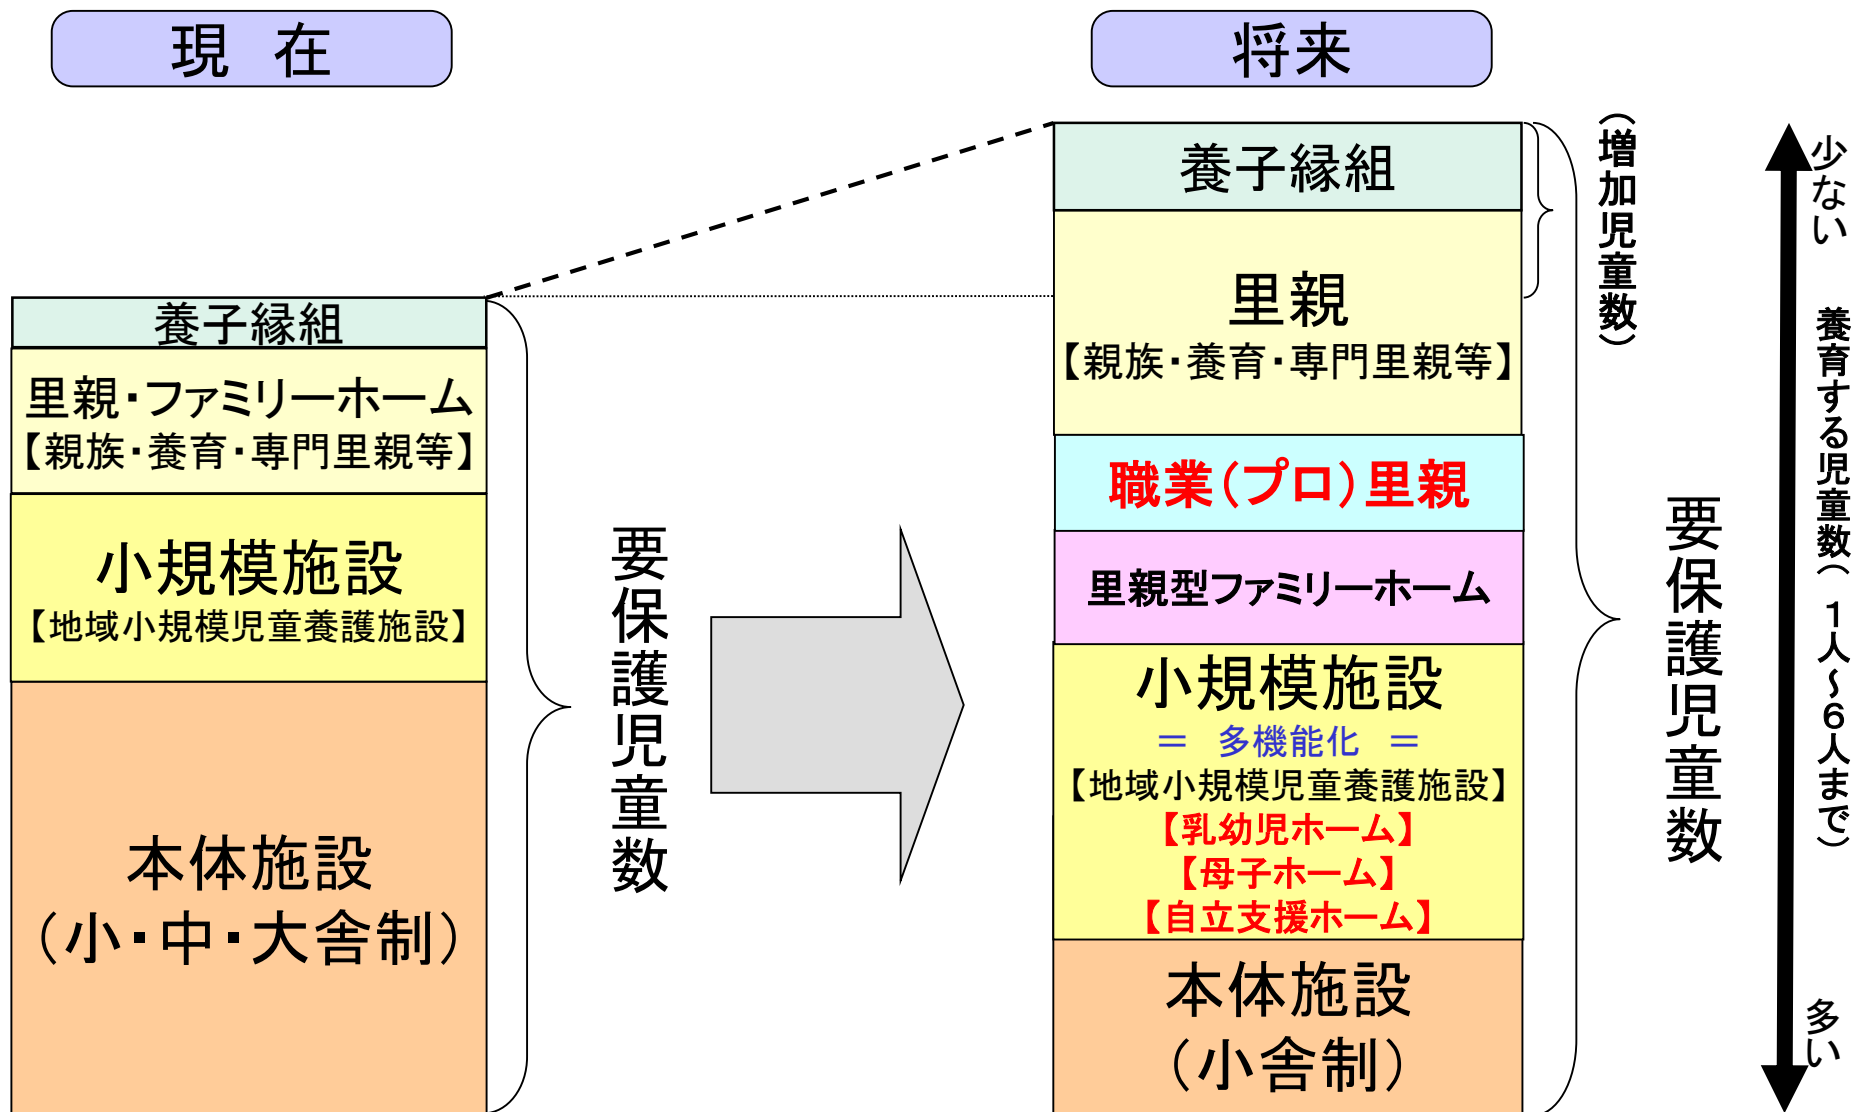 現　在
養子縁組
里親・ファミリーホーム
【親族・養育・専門里親等】
小規模施設
【地域小規模児童養護施設】
本体施設
（小・中・大舎制）
要保護児童数
将来
養子縁組
里親
【親族・養育・専門里親等】
職業（プロ）里親
里親型ファミリーホーム
小規模施設
＝　多機能化　＝
【地域小規模児童養護施設】
【乳幼児ホーム】
【母子ホーム】
【自立支援ホーム】
本体施設
（小舎制）
（増加児童数）
要保護児童数
少ない
養育する児童数（　１人～６人まで）
多い